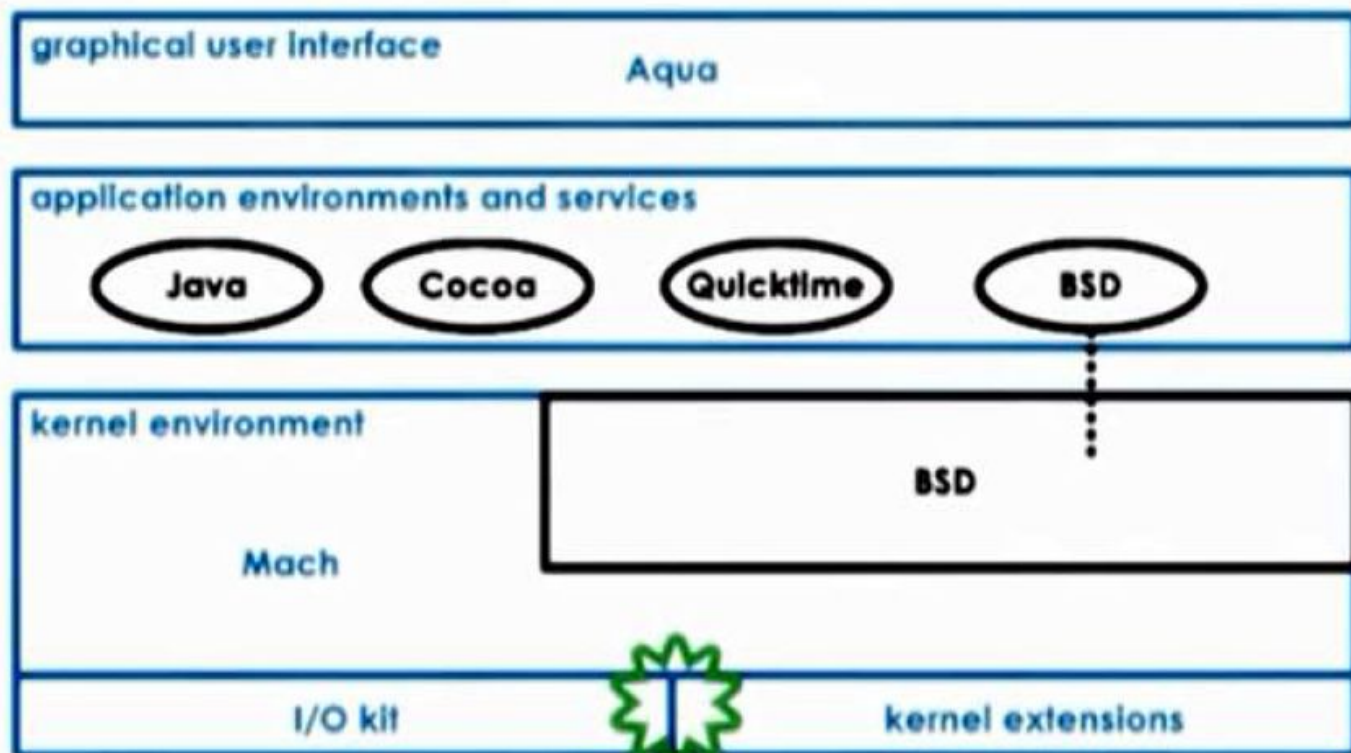 graphical user interface
Aqua
application environments and services
Java Cocoa Quicktime BSD
kernel environment
BSD
Mach
I/O kit kernel extensions